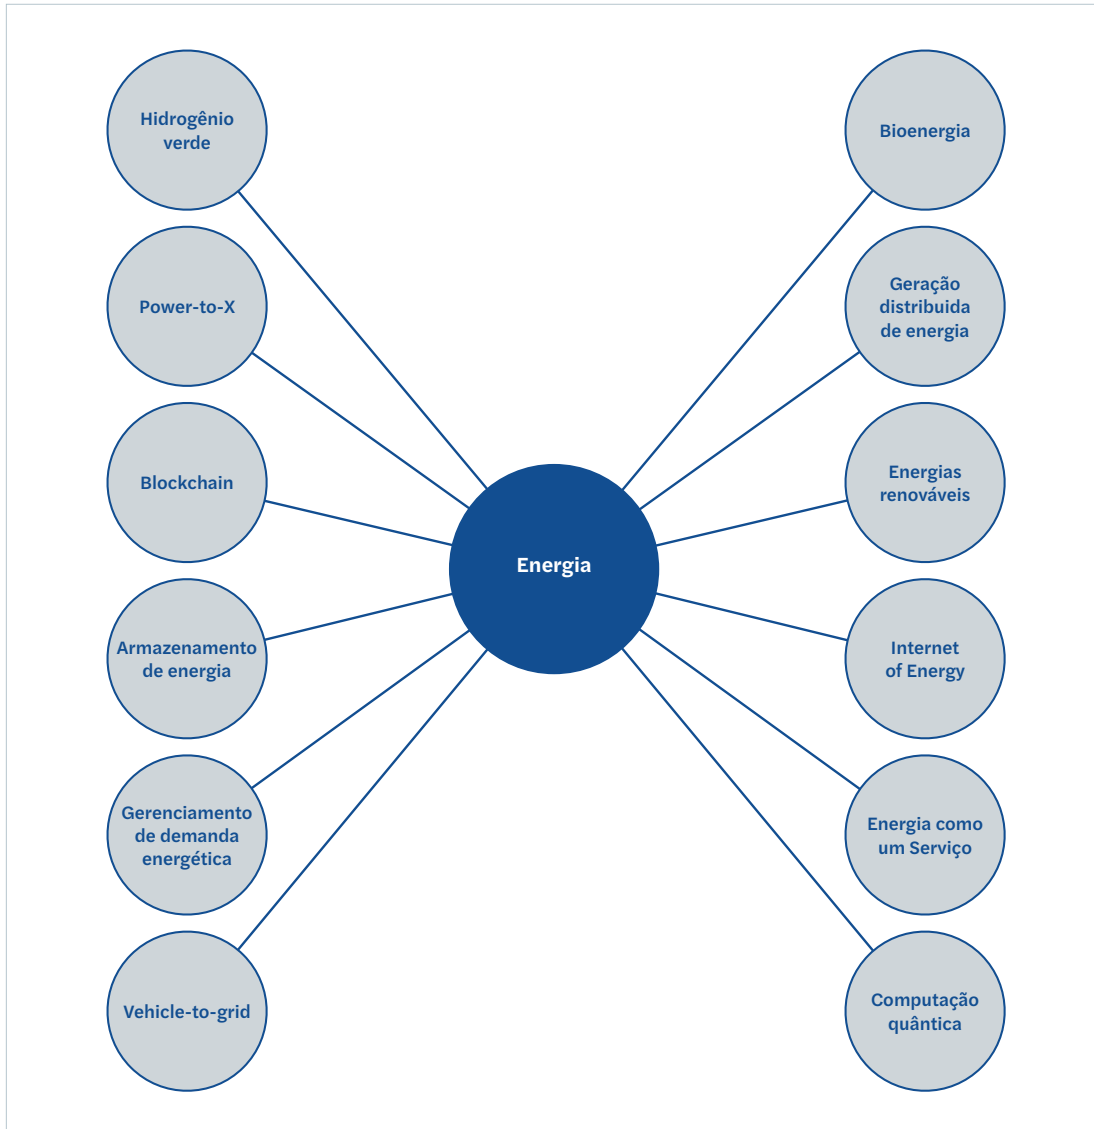 Hidrogênio
verde
Power-to-X
Blockchain
Armazenamento
de energia
Gerenciamento
de demanda
energética
Vehicle-to-grid
Energia
Bioenergia
Geração
distribuida
de energia
Energias
renováveis
Internet
of Energy
Energia como
um Serviço
Computação
quântica